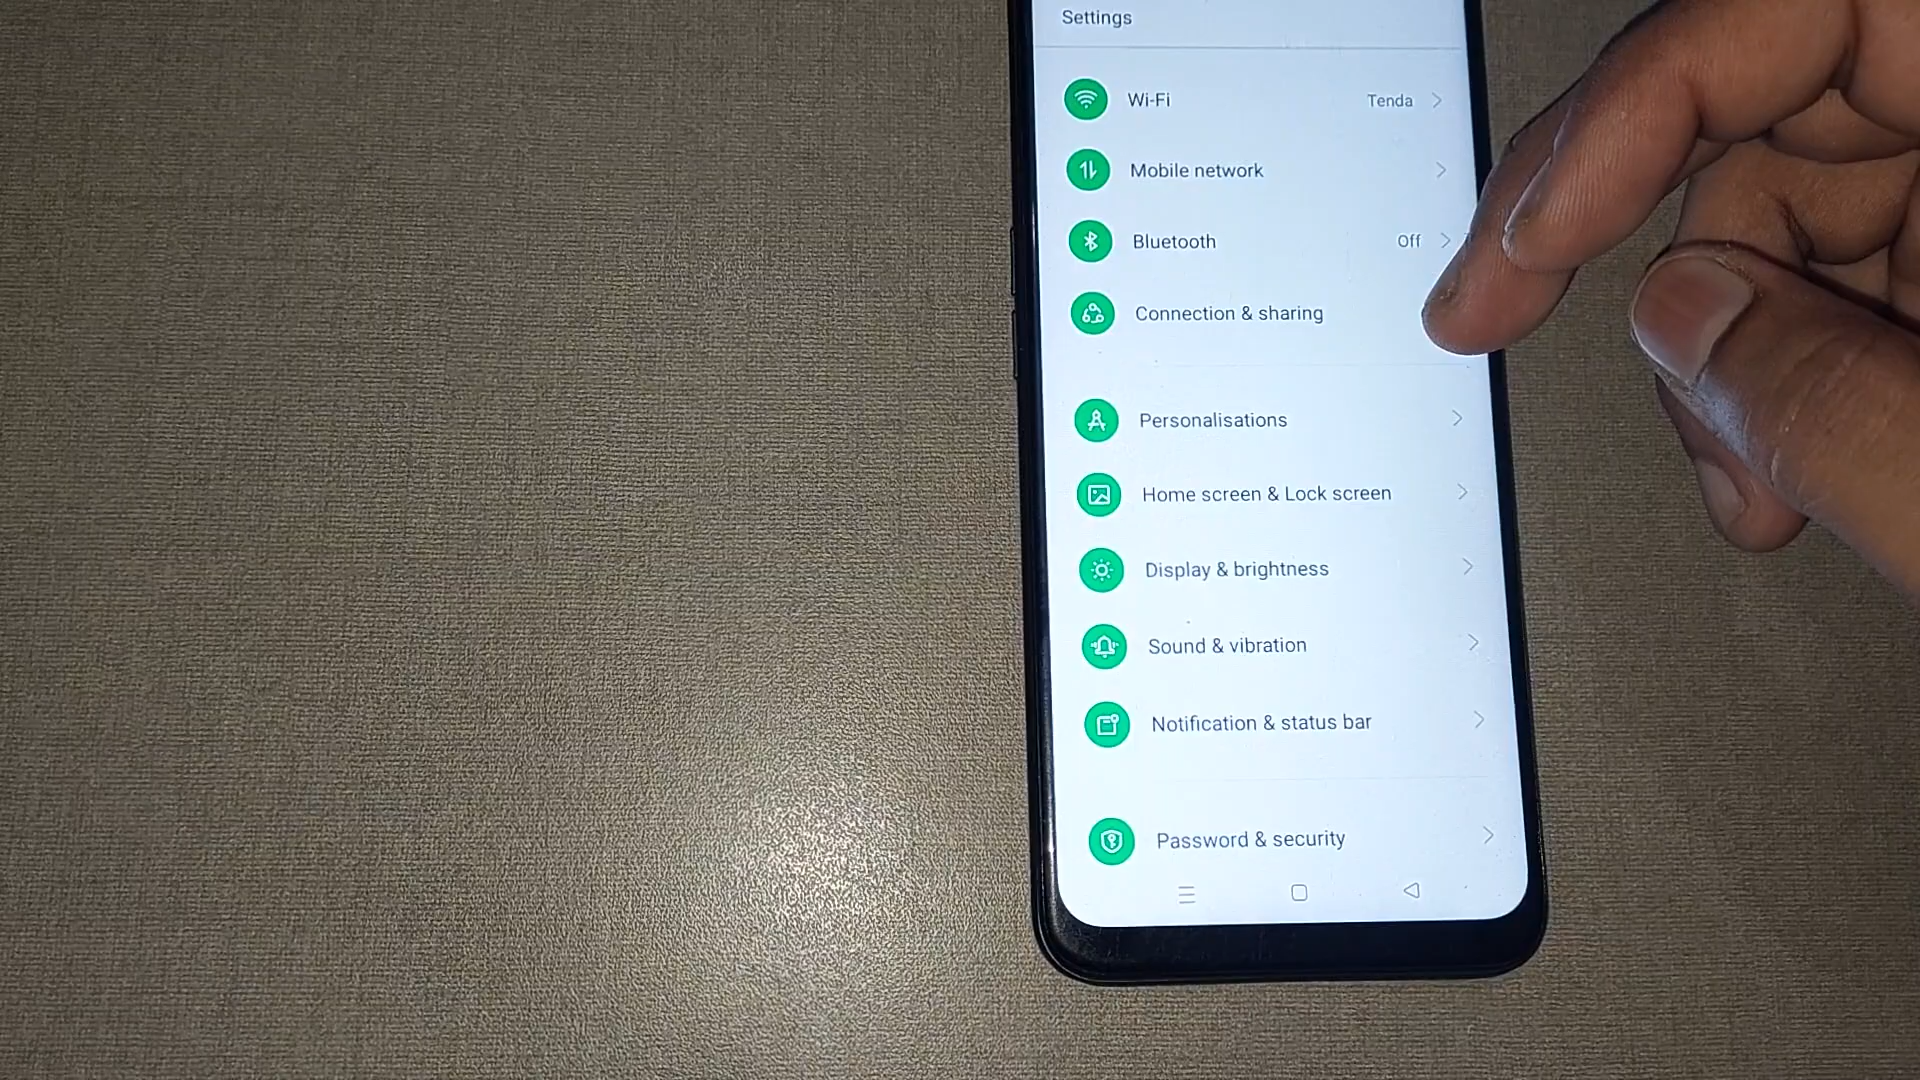 Settings
Wi-Fi Tenda
Mobile network
Bluetooth Off
Connection & sharing
Personalisations
Home screen & Lock screen
Display & brightness
Sound & vibration
Notification & status bar
Password & security